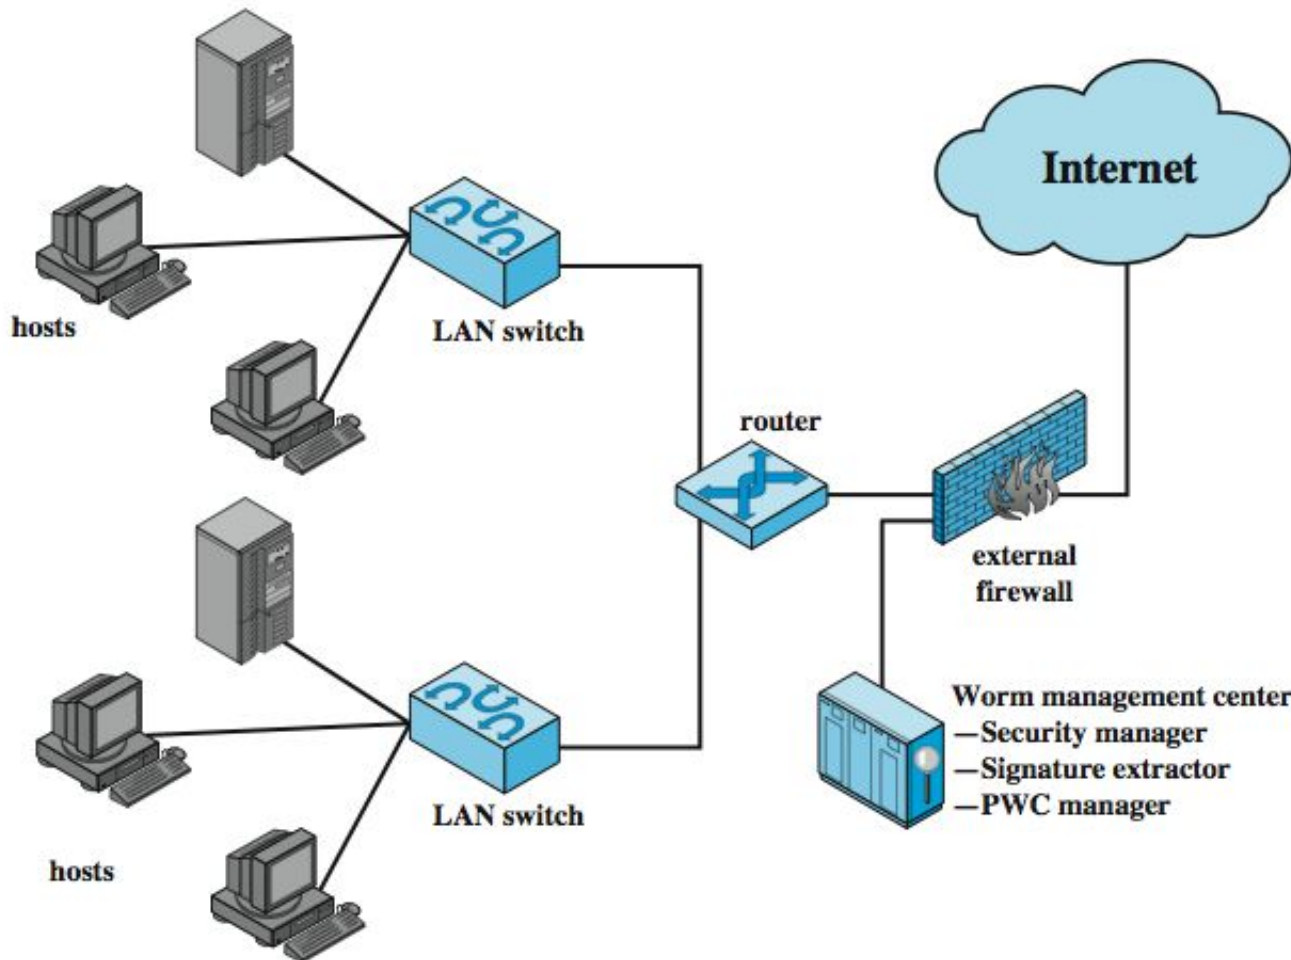 Internet
hosts
LAN switch
router
external
firewall
Worm management center
—Security manager
—Signature extractor
—PWC manager
LAN switch
hosts